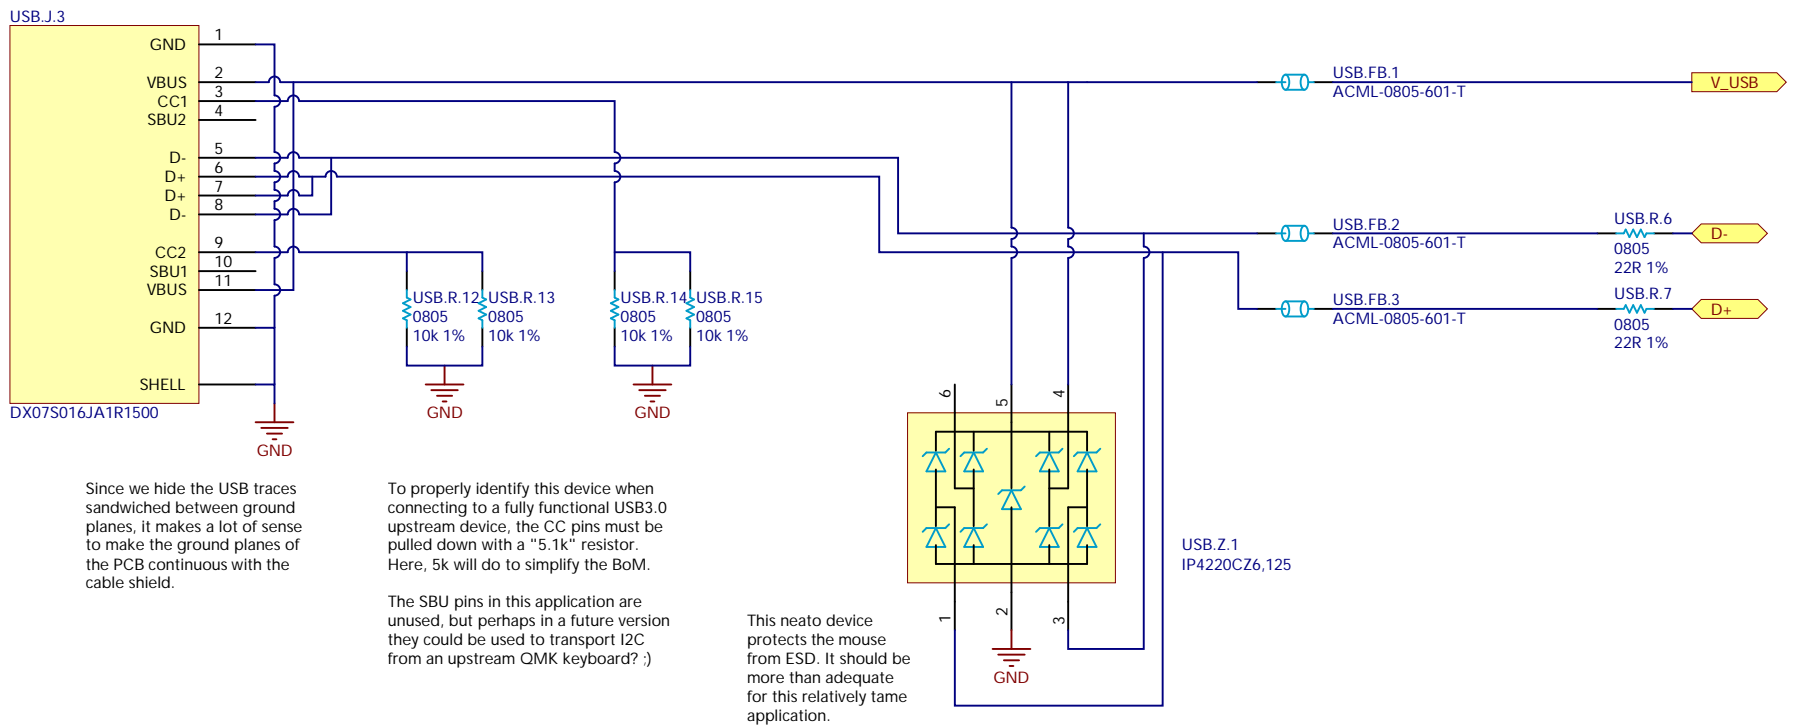 USB.J.3
GND 1
VBUS 2
CC1 3
SBU2 4
D- 5
D+ 6
D+ 7
D- 8
CC2 9
SBU1 10
VBUS 11
GND 12
SHELL
DX07S016JA1R1500
GND
USB.R.12
0805
10k 1%
USB.R.13
0805
10k 1%
GND
USB.R.14
0805
10k 1%
USB.R.15
0805
10k 1%
GND
USB.FB.1
ACML-0805-601-T
V_USB
USB.FB.2
ACML-0805-601-T
USB.R.6
0805
22R 1%
D-
USB.FB.3
ACML-0805-601-T
USB.R.7
0805
22R 1%
D+
6
5
4
1
2
3
GND
USB.Z.1
IP4220CZ6,125
Since we hide the USB traces
sandwiched between ground
planes, it makes a lot of sense
to make the ground planes of
the PCB continuous with the
cable shield.
To properly identify this device when
connecting to a fully functional USB3.0
upstream device, the CC pins must be
pulled down with a "5.1k" resistor.
Here, 5k will do to simplify the BoM.
The SBU pins in this application are
unused, but perhaps in a future version
they could be used to transport I2C
from an upstream QMK keyboard? ;)
This neato device
protects the mouse
from ESD. It should be
more than adequate
for this relatively tame
application.